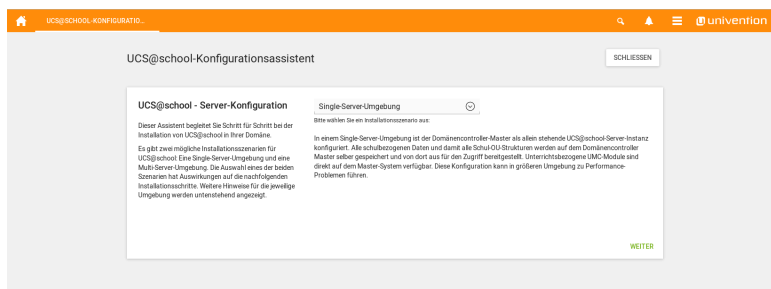 UCS@SCHOOL-KONFIGURATIO...
univention
UCS@school-Konfigurationsassistent
SCHLIESSEN
UCS@school - Server-Konfiguration
Dieser Assistent begleitet Sie Schritt für Schritt bei der
Installation von UCS@school in Ihrer Domäne.
Es gibt zwei mögliche Installationsszenarien für
UCS@school: Eine Single-Server-Umgebung und eine
Multi-Server-Umgebung. Die Auswahl eines der beiden
Szenarien hat Auswirkungen auf die nachfolgenden
Installationsschritte. Weitere Hinweise für die jeweilige
Umgebung werden untenstehend angezeigt.
Single-Server-Umgebung
Bitte wählen Sie ein Installationsszenario aus:
In einem Single-Server-Umgebung ist der Domänencontroller-Master als allein stehende UCS@school-Server-Instanz
konfiguriert. Alle schulbezogenen Daten und damit alle Schul-OU-Strukturen werden auf dem Domänencontroller
Master selber gespeichert und von dort aus für den Zugriff bereitgestellt. Unterrichtsbezogene UMC-Module sind
direkt auf dem Master-System verfügbar. Diese Konfiguration kann in größeren Umgebung zu Performance-
Problemen führen.
WEITER